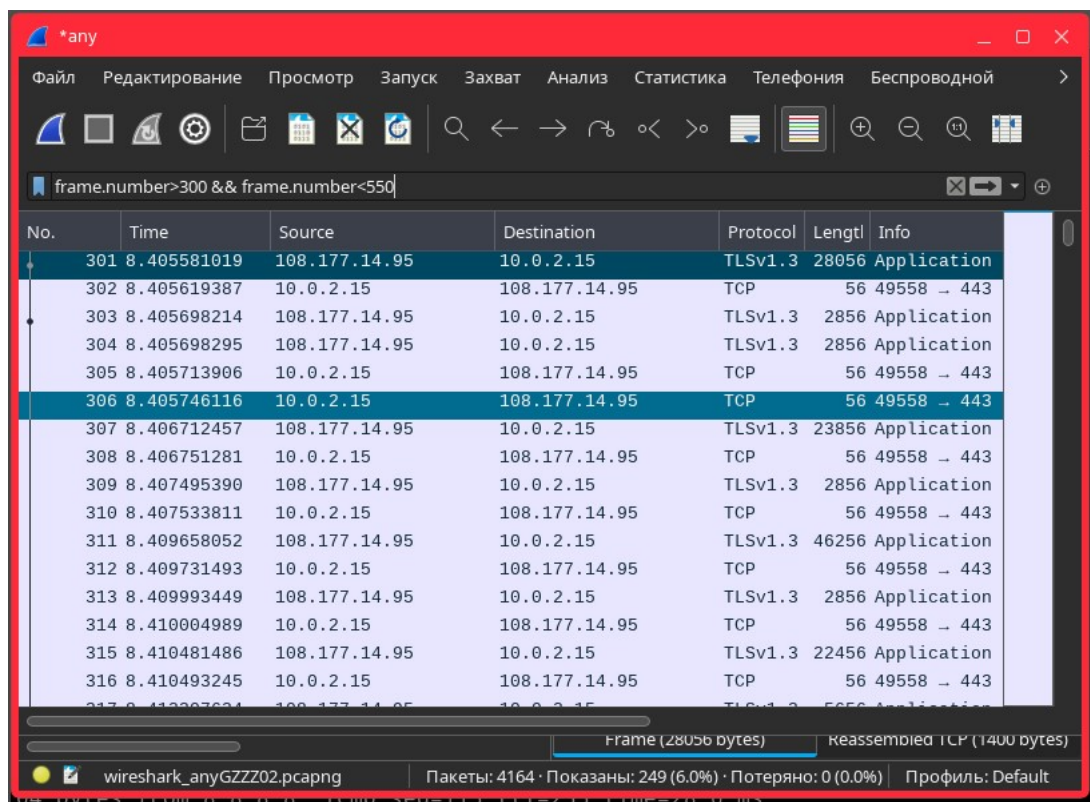 *any
Файл Редактирование Просмотр Запуск Захват Анализ Статистика Телефония Беспроводной
frame.number>300 && frame.number<550
No. Time Source Destination Protocol Lengtl Info
301 8.405581019 108.177.14.95 10.0.2.15 TLSv1.3 28056 Application
302 8.405619387 10.0.2.15 108.177.14.95 TCP 56 49558 → 443
303 8.405698214 108.177.14.95 10.0.2.15 TLSv1.3 2856 Application
304 8.405698295 108.177.14.95 10.0.2.15 TLSv1.3 2856 Application
305 8.405713906 10.0.2.15 108.177.14.95 TCP 56 49558 → 443
306 8.405746116 10.0.2.15 108.177.14.95 TCP 56 49558 → 443
307 8.406712457 108.177.14.95 10.0.2.15 TLSv1.3 23856 Application
308 8.406751281 10.0.2.15 108.177.14.95 TCP 56 49558 → 443
309 8.407495390 108.177.14.95 10.0.2.15 TLSv1.3 2856 Application
310 8.407533811 10.0.2.15 108.177.14.95 TCP 56 49558 → 443
311 8.409658052 108.177.14.95 10.0.2.15 TLSv1.3 46256 Application
312 8.409731493 10.0.2.15 108.177.14.95 TCP 56 49558 → 443
313 8.409993449 108.177.14.95 10.0.2.15 TLSv1.3 2856 Application
314 8.410004989 10.0.2.15 108.177.14.95 TCP 56 49558 → 443
315 8.410481486 108.177.14.95 10.0.2.15 TLSv1.3 22456 Application
316 8.410493245 10.0.2.15 108.177.14.95 TCP 56 49558 → 443
Frame (28056 bytes) Reassembled TCP (1400 bytes)
wireshark_anyGZZZ02.pcapng Пакеты: 4164 · Показаны: 249 (6.0%) · Потеряно: 0 (0.0%) Профиль: Default